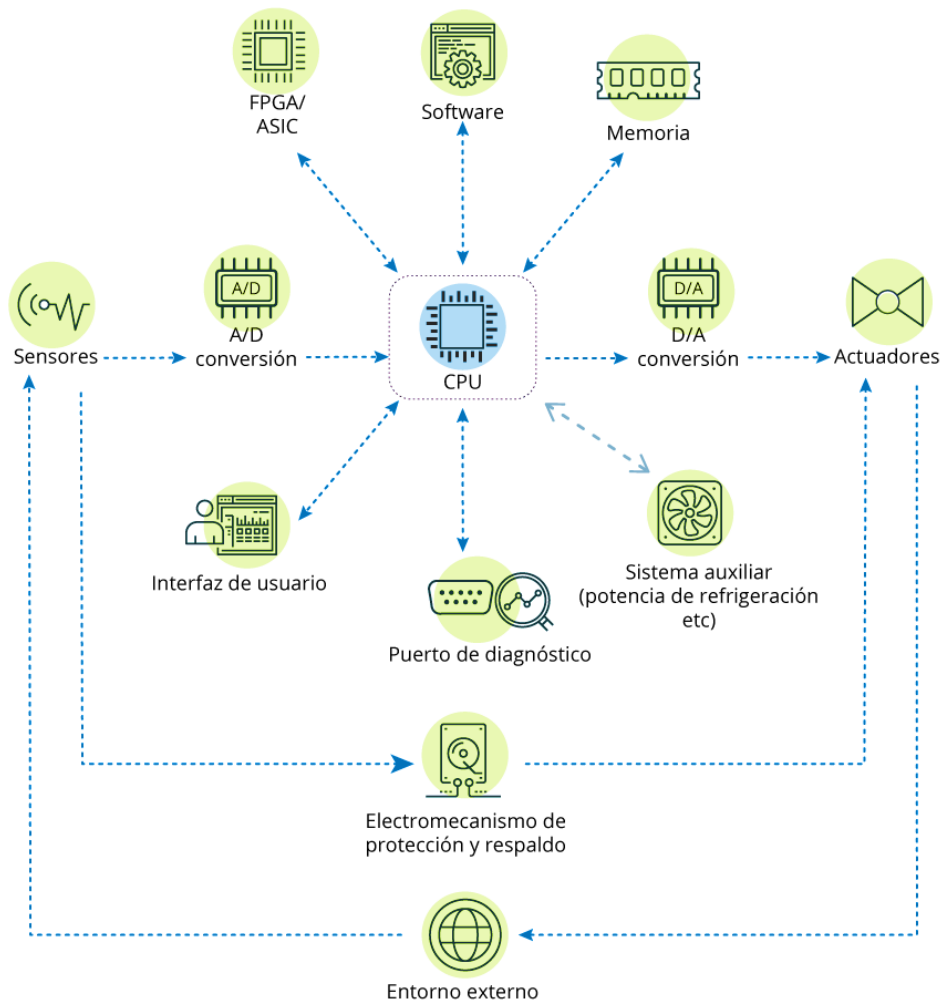 FPGA/
ASIC
Software
Memoria
A/D
D/A
Sensores
A/D
conversión
CPU
D/A
conversión
Actuadores
Interfaz de usuario
Puerto de diagnóstico
Sistema auxiliar
(potencia de refrigeración
etc)
Electromecanismo de
protección y respaldo
Entorno externo